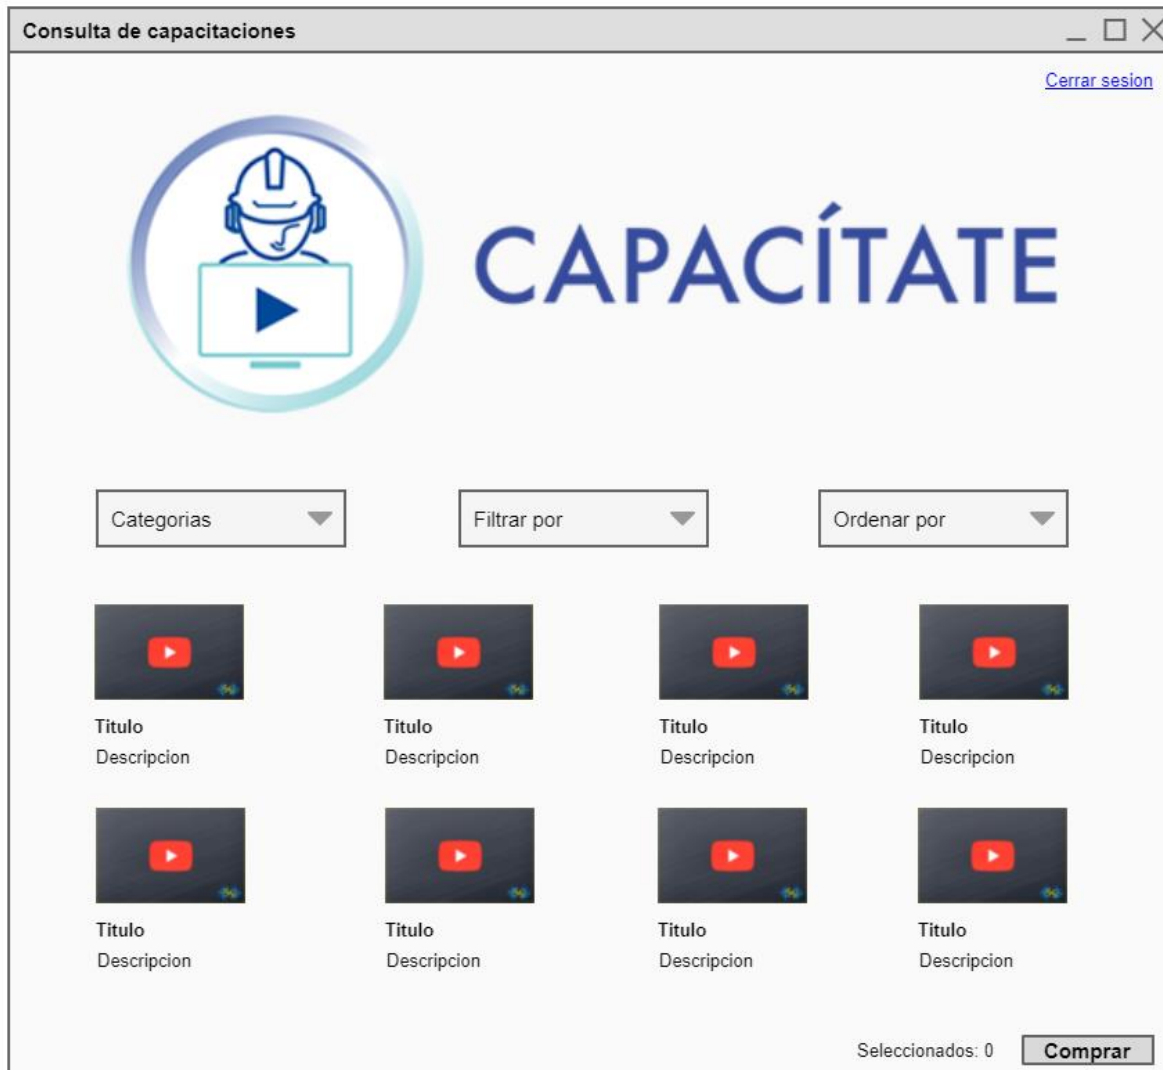 Consulta de capacitaciones
Cerrar sesion
CAPACÍTATE
Categorias Filtrar por Ordenar por
Titulo Titulo Titulo Titulo
Descripcion Descripcion Descripcion Descripcion
Titulo Titulo Titulo Titulo
Descripcion Descripcion Descripcion Descripcion
Seleccionados: 0 Comprar